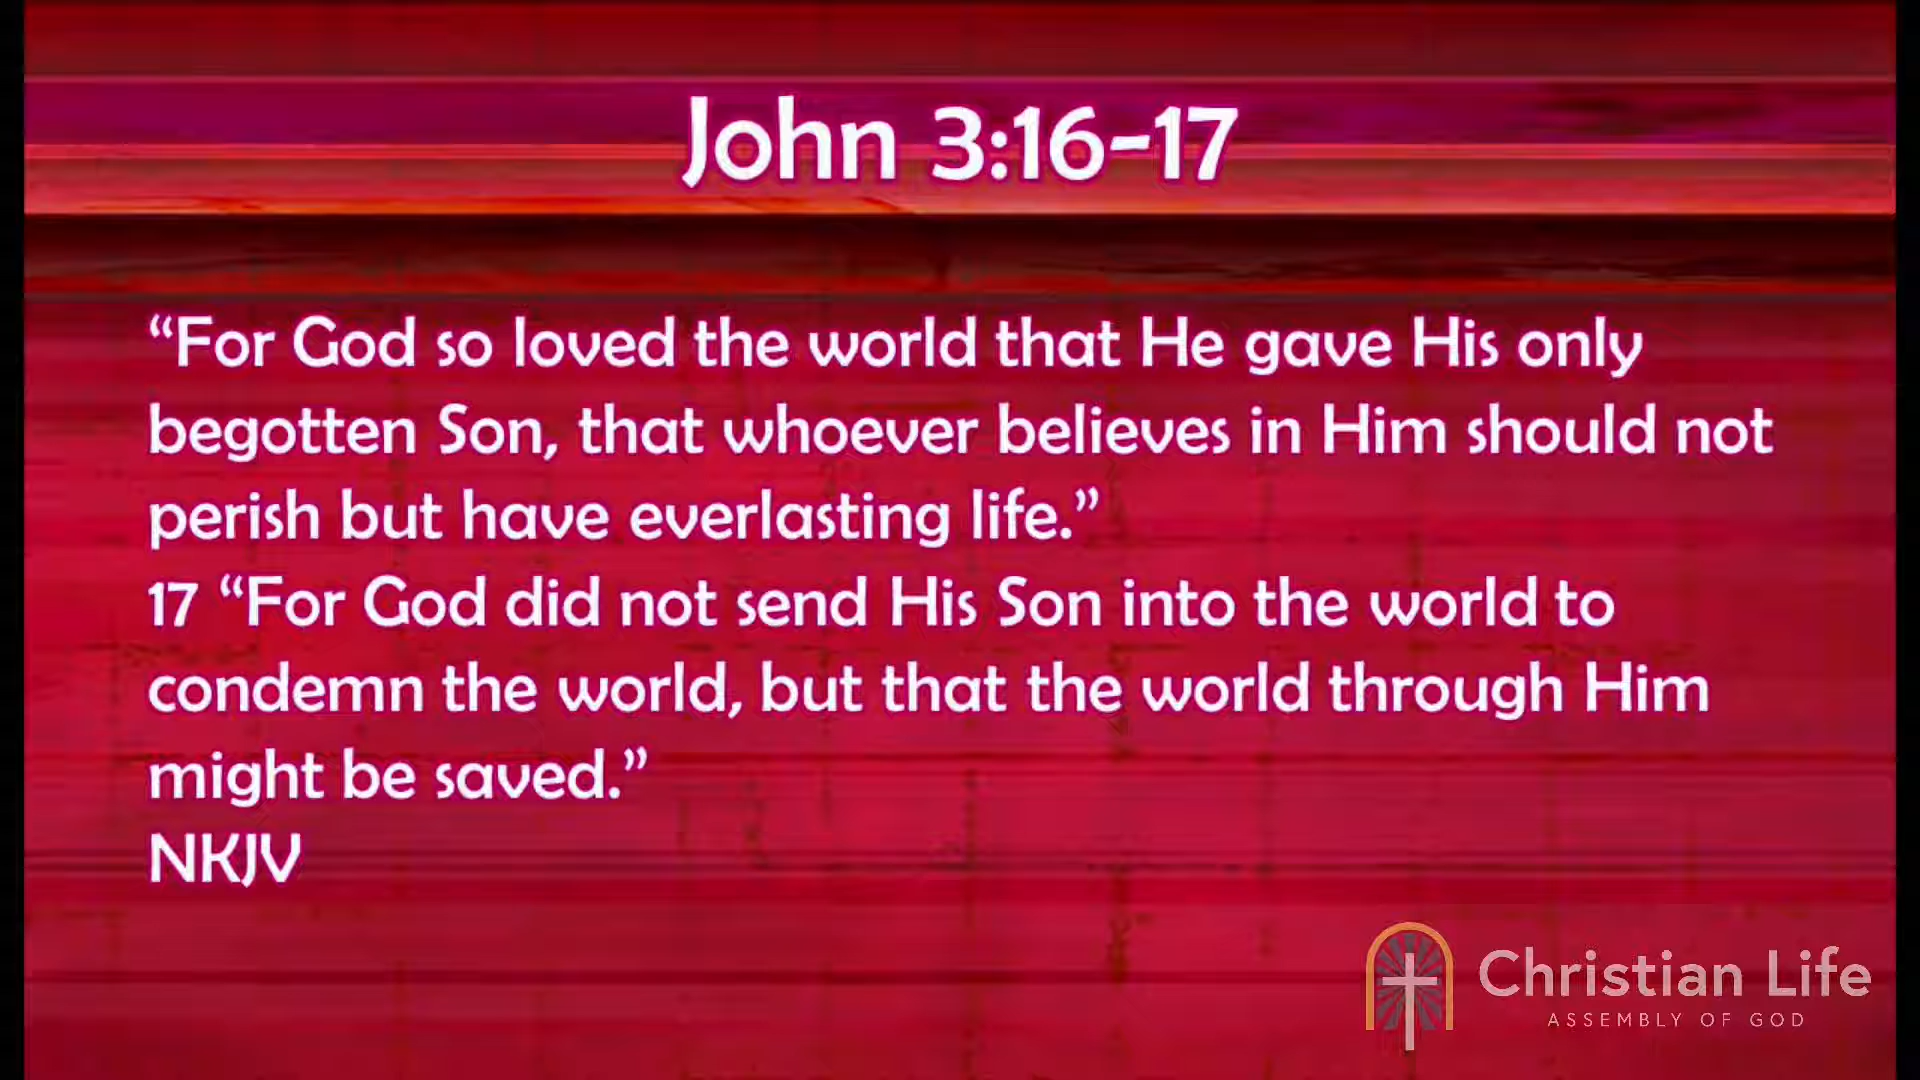 John 3:16-17
“For God so loved the world that He gave His only
begotten Son, that whoever believes in Him should not
perish but have everlasting life.”
17 “For God did not send His Son into the world to
condemn the world, but that the world through Him
might be saved.”
NKJV
Christian Life
ASSEMBLY OF GOD